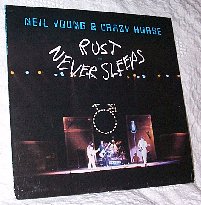 NEIL YOUNG & CRAZY HORSE
RUST
NEVER SLEEPS